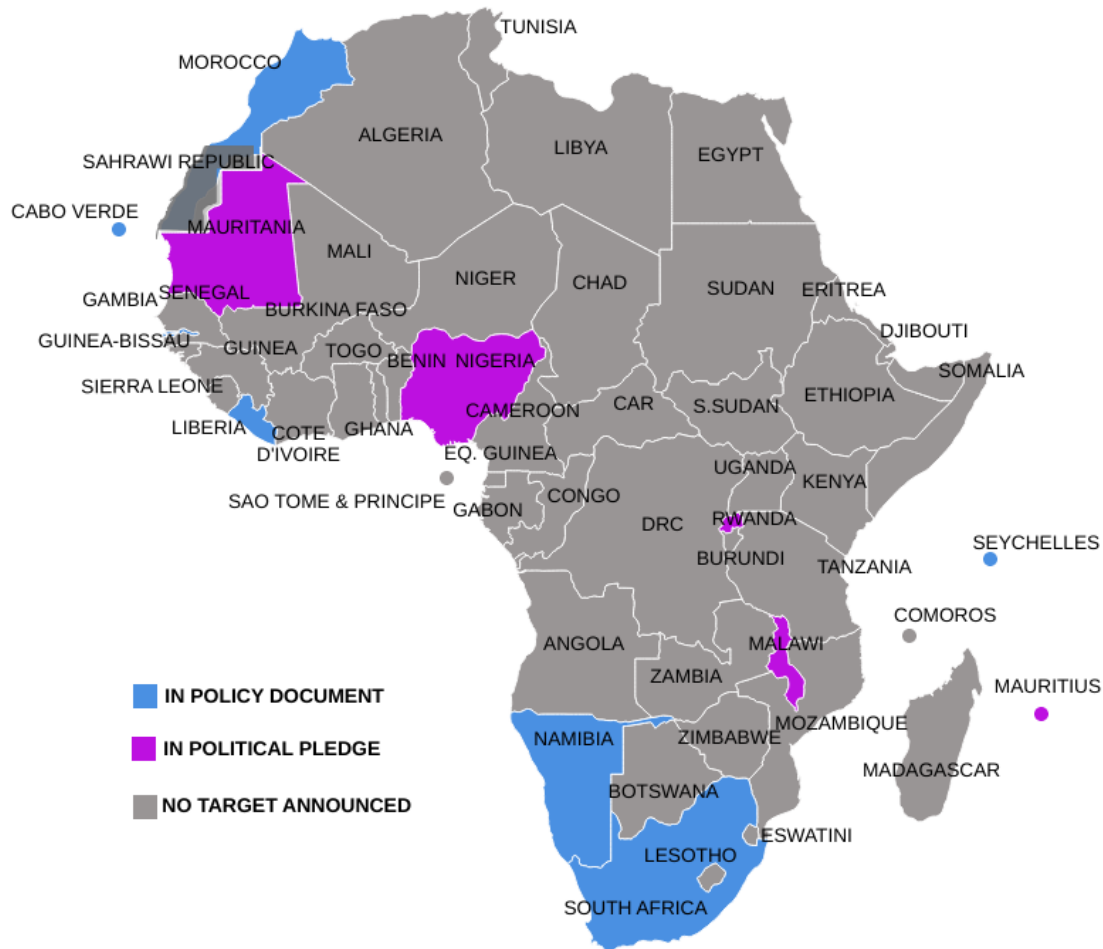 TUNISIA
MOROCCO
ALGERIA
LIBYA
EGYPT
SAHRAWI REPUBLIC
CABO VERDE
MAURITANIA
MALI
NIGER
CHAD
SUDAN
ERITREA
GAMBIA
SENEGAL
BURKINA FASO
DJIBOUTI
GUINEA-BISSAU
GUINEA
TOGO
BENIN
NIGERIA
SOMALIA
SIERRA LEONE
CAMEROON
CAR
S.SUDAN
ETHIOPIA
LIBERIA
COTE
D'IVOIRE
GHANA
EQ. GUINEA
UGANDA
KENYA
SAO TOME & PRINCIPE
GABON
CONGO
DRC
RWANDA
SEYCHELLES
BURUNDI
TANZANIA
COMOROS
ANGOLA
MALAWI
ZAMBIA
MAURITIUS
IN POLICY DOCUMENT
MOZAMBIQUE
NAMIBIA
ZIMBABWE
IN POLITICAL PLEDGE
MADAGASCAR
BOTSWANA
NO TARGET ANNOUNCED
ESWATINI
LESOTHO
SOUTH AFRICA